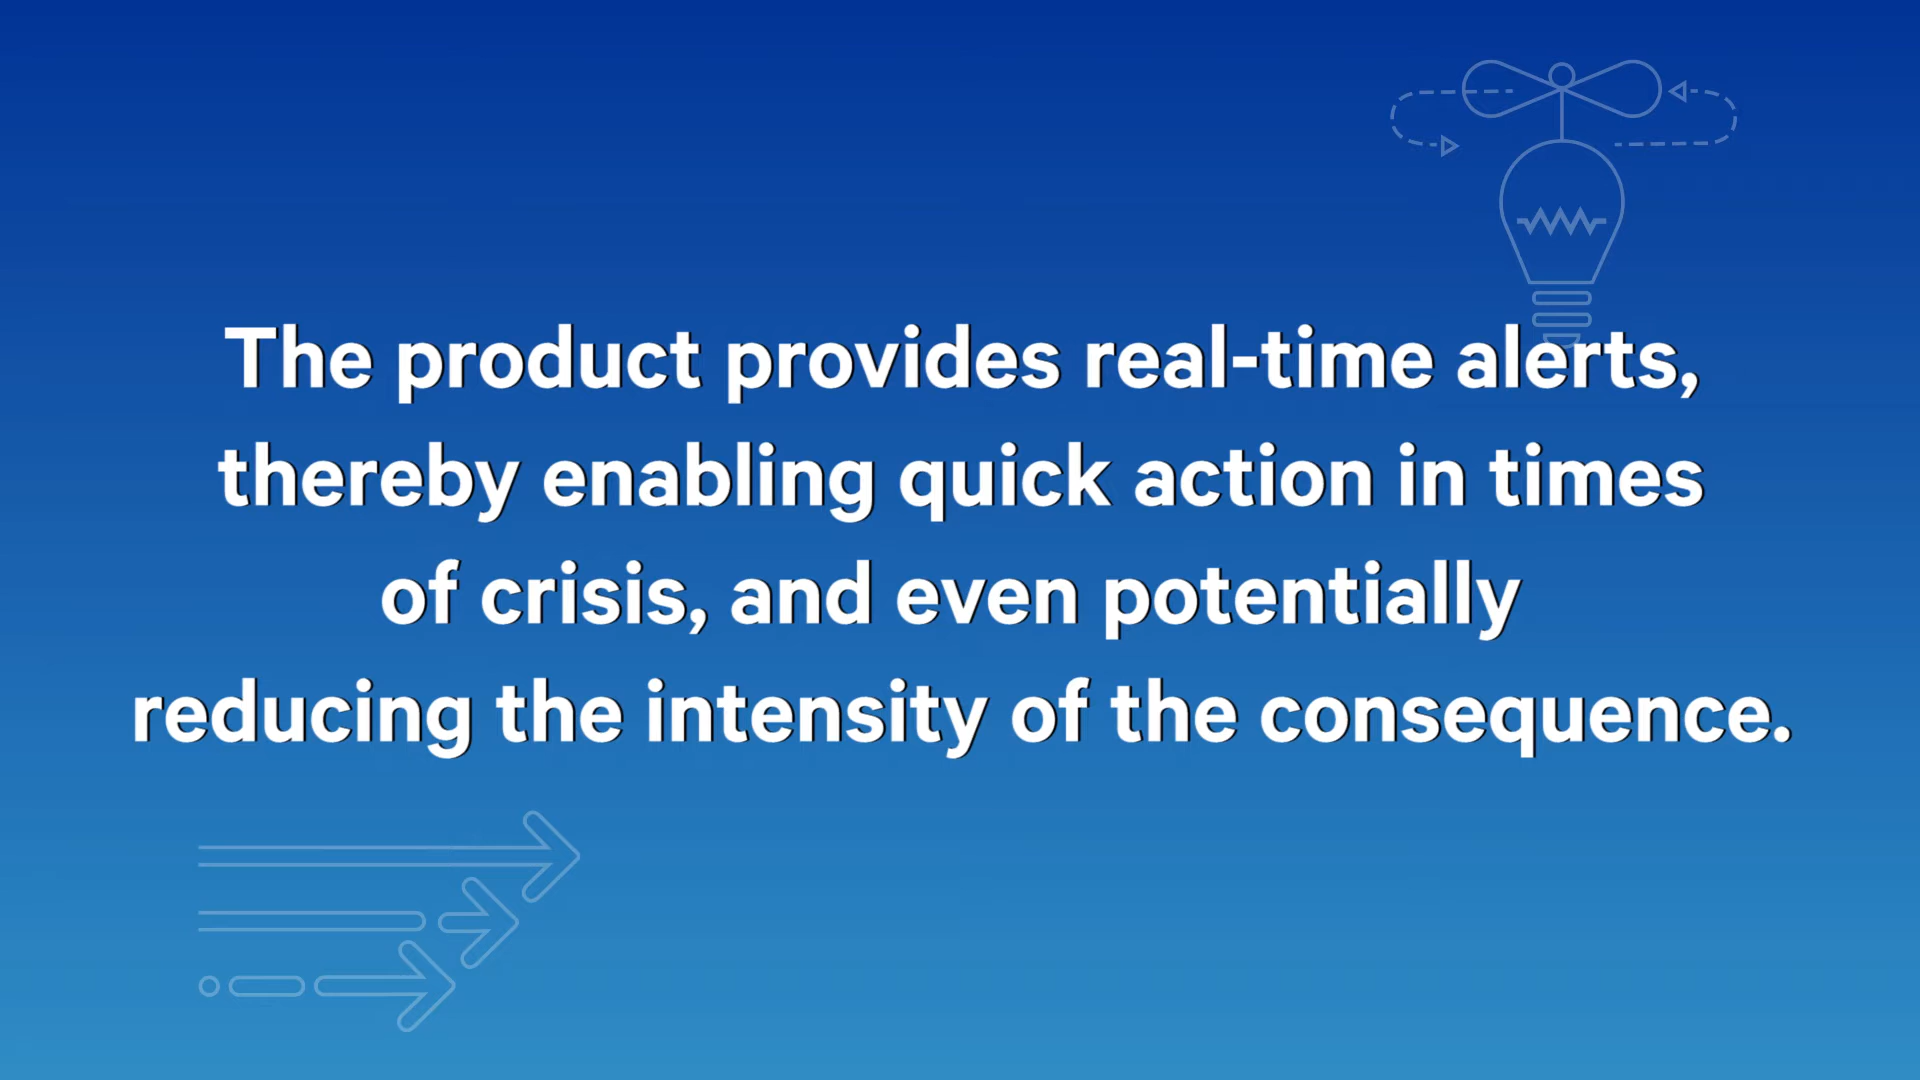 The product provides real-time alerts,
thereby enabling quick action in times
of crisis, and even potentially
reducing the intensity of the consequence.